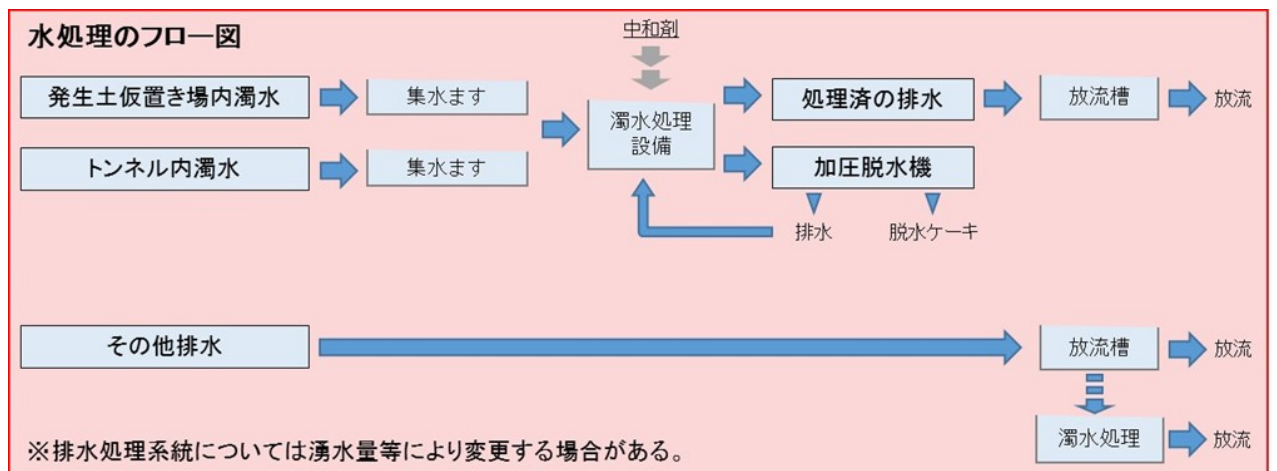 水処理のフロー図
中和剤
発生土仮置き場内濁水
集水ます
濁水処理
設備
処理済の排水
放流槽
放流
トンネル内濁水
集水ます
加圧脱水機
排水
脱水ケーキ
その他排水
放流槽
放流
濁水処理
放流
※排水処理系統については湧水量等により変更する場合がある。